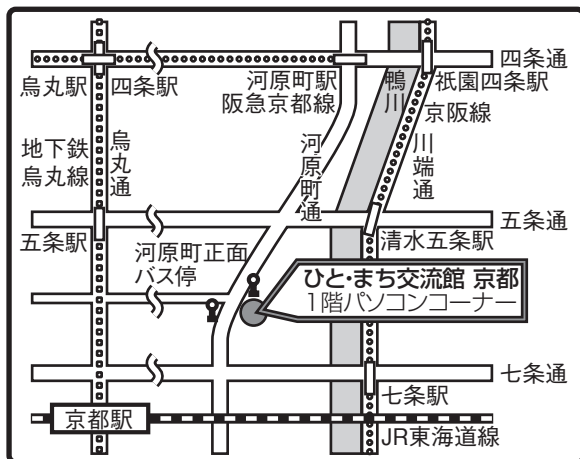 四条通
烏丸駅
四条駅
河原町駅
阪急京都線
鴨川
祇園四条駅
京阪線
地下鉄
烏丸線
烏丸通
河原町通
川端通
五条通
五条駅
清水五条駅
河原町正面
バス停
ひと・まち交流館 京都
1階パソコンコーナー
七条通
七条駅
京都駅
JR東海道線